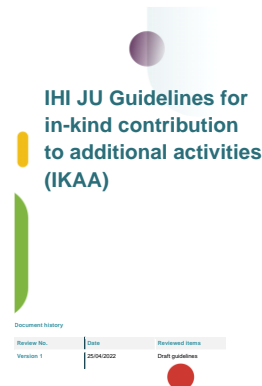 IHI JU Guidelines for
in-kind contribution
to additional activities
(IKAA)
Document history
Review No. Date Reviewed items
Version 1 25/04/2022 Draft guidelines